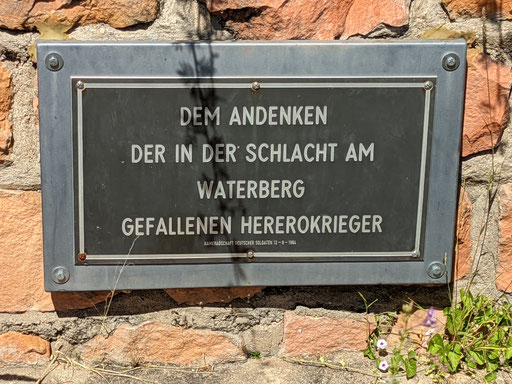 DEM ANDENKEN
DER IN DER SCHLACHT AM
WATERBERG
GEFALLENEN HEREROKRIEGER
KAMERADSCHAFT DEUTSCHER SOLDATEN 12-8-1984